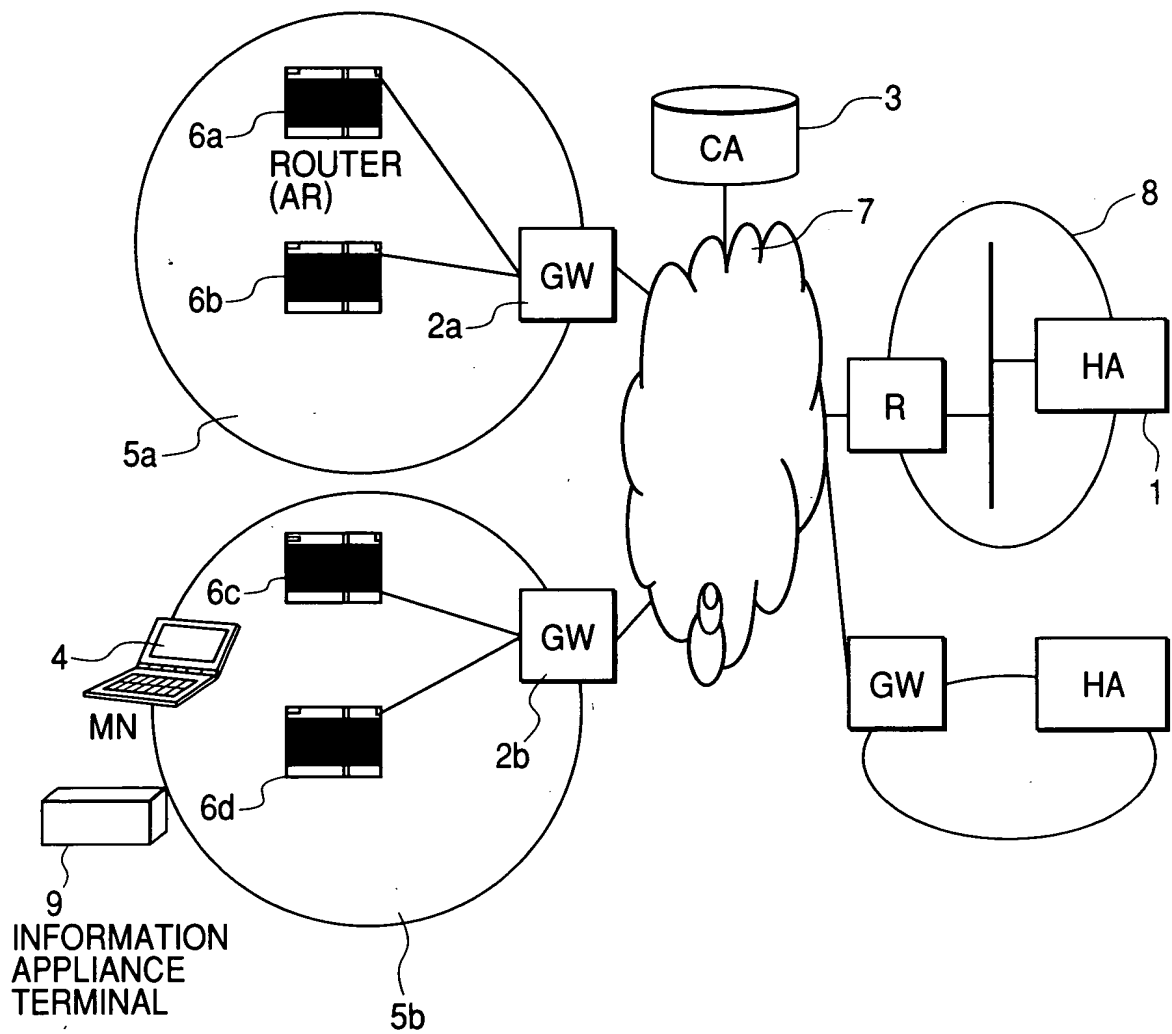 6a
ROUTER
(AR)
6b
GW
2a
5a
CA
3
7
8
R
HA
1
6c
4
MN
GW
2b
6d
9
INFORMATION
APPLIANCE
TERMINAL
5b
GW
HA